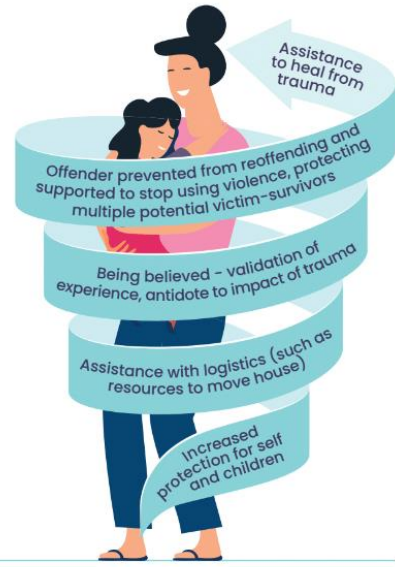 Assistance
to heal from
trauma
Offender prevented from reoffending and
supported to stop using violence, protecting
multiple potential victim-survivors
Being believed - validation of
experience, antidote to impact of trauma
Assistance with logistics (such as
resources to move house)
Increased
protection for self
and children